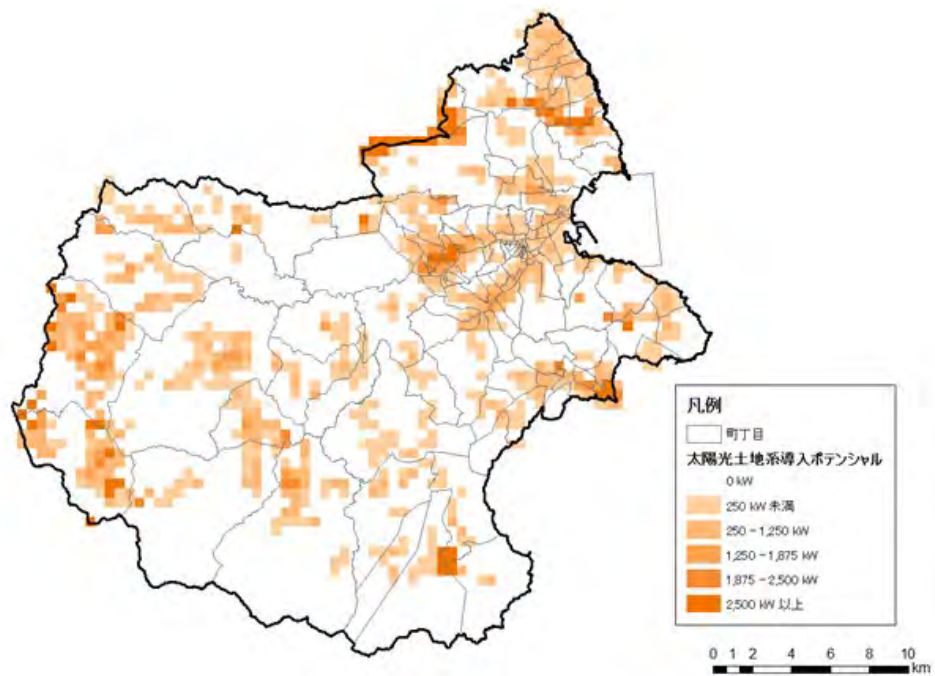 凡例
町丁目
太陽光土地系導入ポテンシャル
0 kW
250 kW 未満
250 - 1,250 kW
1,250 - 1,875 kW
1,875 - 2,500 kW
2,500 kW 以上
0 1 2 4 6 8 10
km